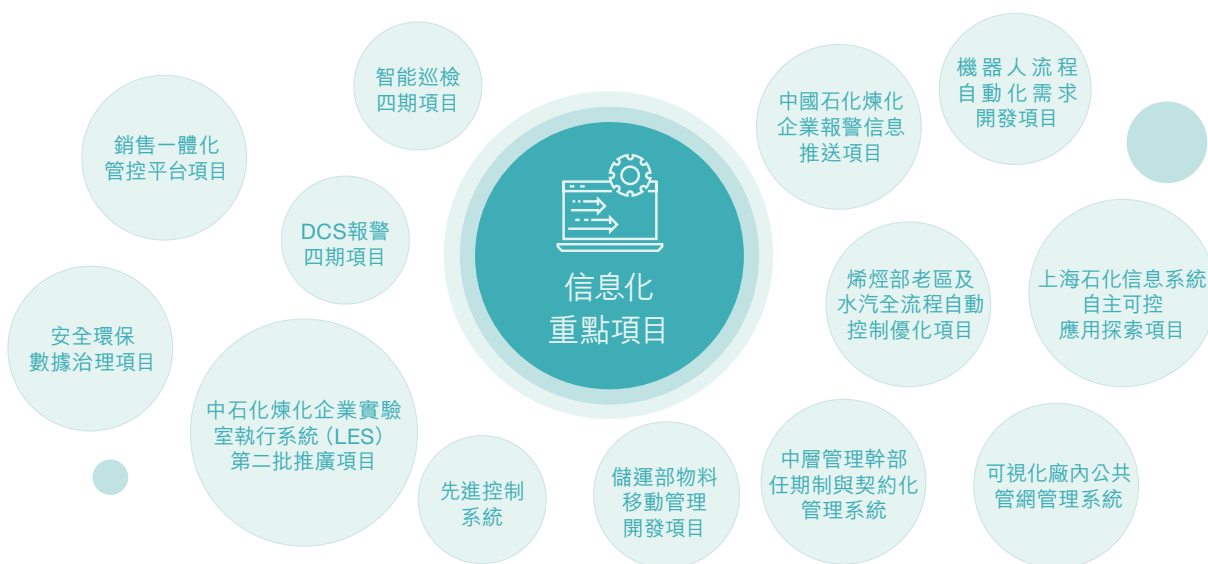 智能巡檢
四期項目
銷售一體化
管控平台項目
DCS報警
四期項目
安全環保
數據治理項目
中石化煉化企業實驗
室執行系統(LES)
第二批推廣項目
先進控制
系統
信息化
重點項目
中國石化煉化
企業報警信息
推送項目
機器人流程
自動化需求
開發項目
烯烴部老區及
水汽全流程自動
控制優化項目
上海石化信息系統
自主可控
應用探索項目
儲運部物料
移動管理
開發項目
中層管理幹部
任期制與契約化
管理系統
可視化廠內公共
管網管理系統